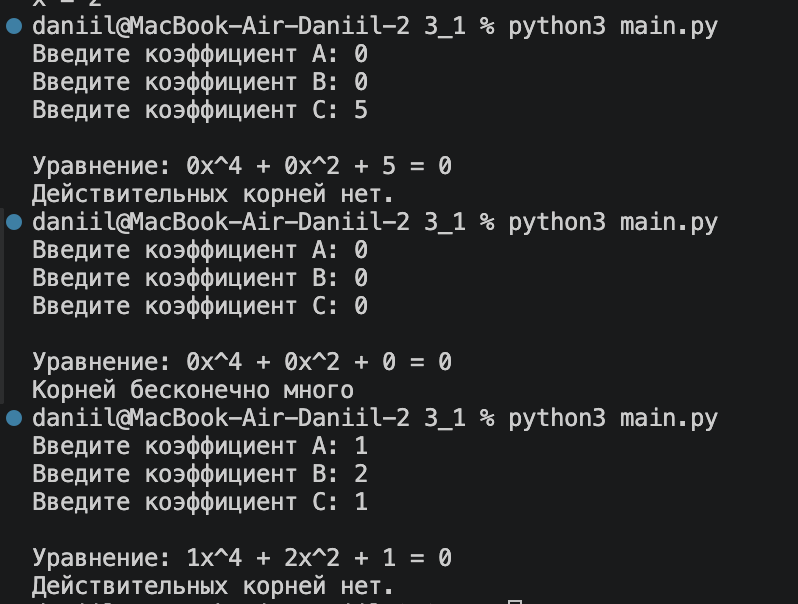 daniil@MacBook-Air-Daniil-2 3_1 % python3 main.py
Введите коэффициент A: 0
Введите коэффициент B: 0
Введите коэффициент C: 5
Уравнение: 0x^4 + 0x^2 + 5 = 0
Действительных корней нет.
daniil@MacBook-Air-Daniil-2 3_1 % python3 main.py
Введите коэффициент A: 0
Введите коэффициент B: 0
Введите коэффициент C: 0
Уравнение: 0x^4 + 0x^2 + 0 = 0
Корней бесконечно много
daniil@MacBook-Air-Daniil-2 3_1 % python3 main.py
Введите коэффициент A: 1
Введите коэффициент B: 2
Введите коэффициент C: 1
Уравнение: 1x^4 + 2x^2 + 1 = 0
Действительных корней нет.